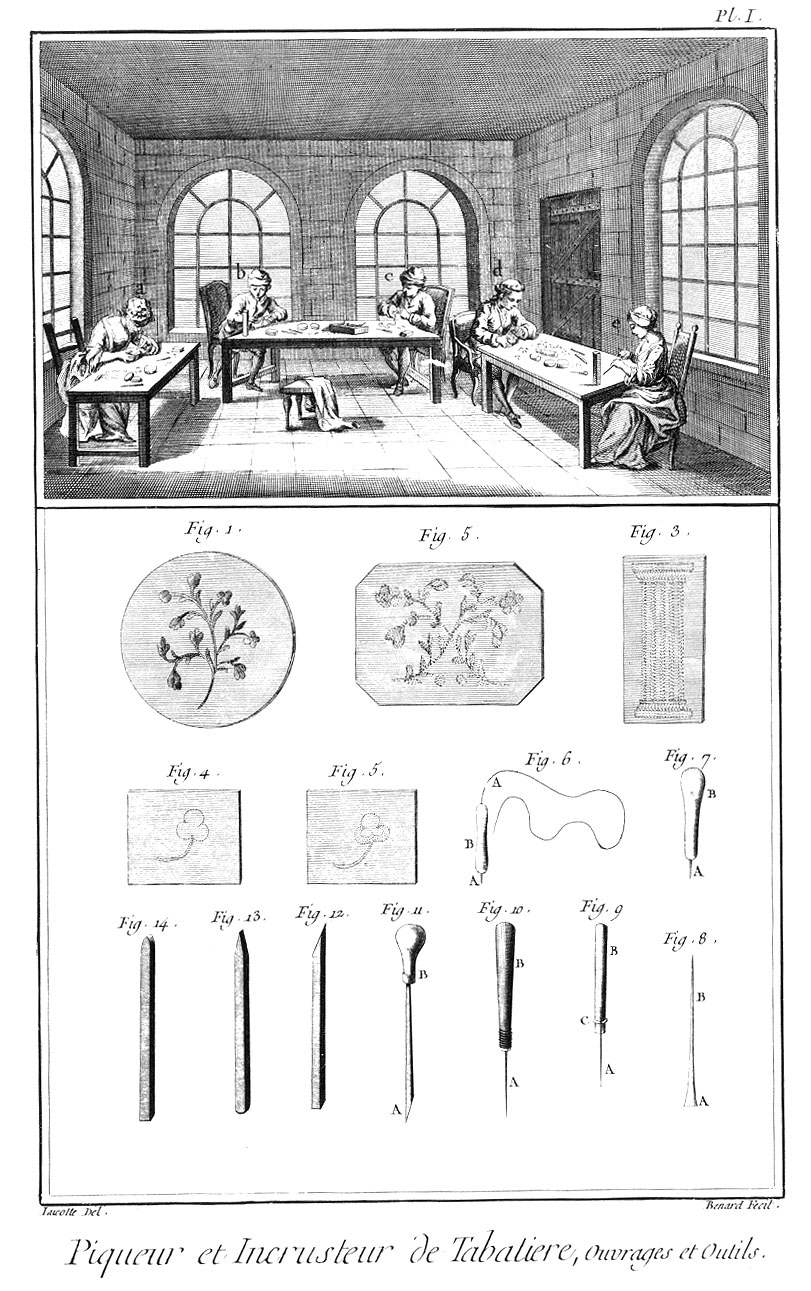 Pl. I.
a
b
c
d
e
Fig. 1.
Fig. 5.
Fig. 3.
Fig. 4.
Fig. 5.
Fig. 6.
Fig. 7.
A
B
A
B
A
Fig. 14.
Fig. 13.
Fig. 12.
Fig. 11.
Fig. 10.
Fig. 9
Fig. 8.
B
A
B
A
B
C
A
B
A
Lucotte Del.
Benard Fecit.
Piqueur et Incrusteur de Tabatiere, Ouvrages et Outils.